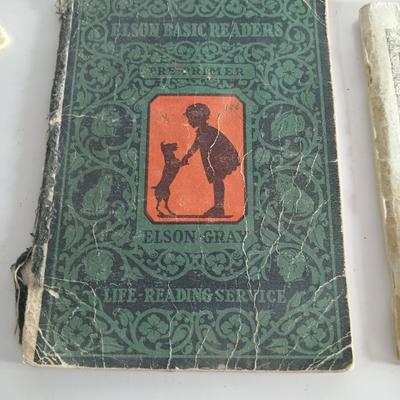 ELSON BASIC READERS
PRE-PRIMER
ELSON GRAY
LIFE-READING SERVICE